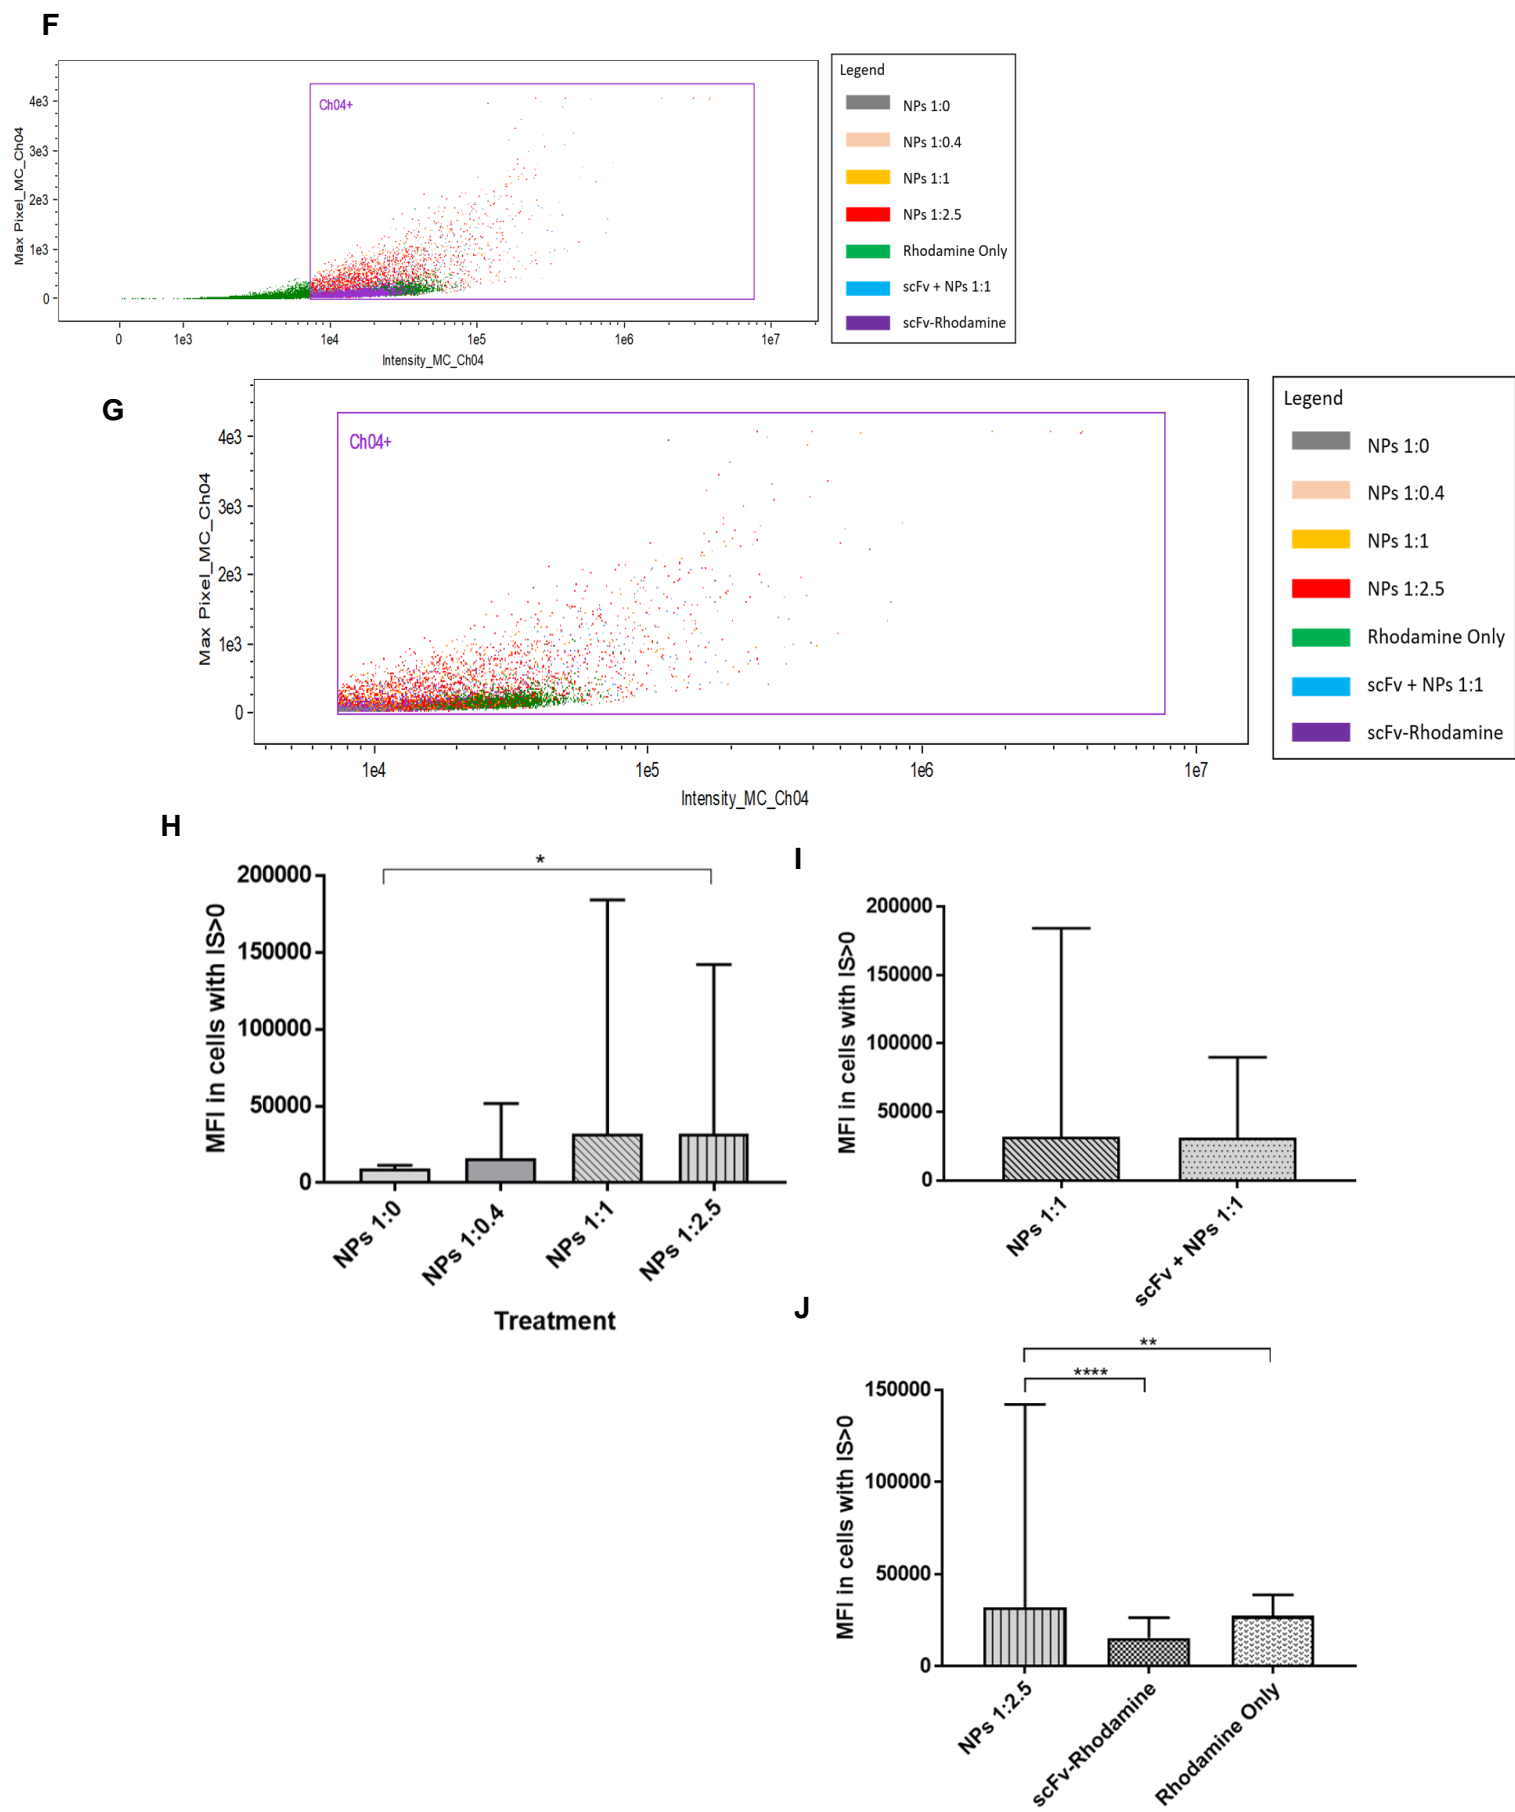 F
Max Pixel_MC_Ch04
4e3
3e3
2e3
1e3
0
Ch04+
0 1e3 1e4 1e5 1e6 1e7
Intensity_MC_Ch04
Legend
NPs 1:0
NPs 1:0.4
NPs 1:1
NPs 1:2.5
Rhodamine Only
scFv + NPs 1:1
scFv-Rhodamine
G
Max Pixel_MC_Ch04
4e3
3e3
2e3
1e3
0
Ch04+
1e4 1e5 1e6 1e7
Intensity_MC_Ch04
Legend
NPs 1:0
NPs 1:0.4
NPs 1:1
NPs 1:2.5
Rhodamine Only
scFv + NPs 1:1
scFv-Rhodamine
H
MFI in cells with IS>0
200000
150000
100000
50000
0
*
NPs 1:0
NPs 1:0.4
NPs 1:1
NPs 1:2.5
Treatment
I
MFI in cells with IS>0
200000
150000
100000
50000
0
NPs 1:1
scFv + NPs 1:1
J
MFI in cells with IS>0
150000
100000
50000
0
**
****
NPs 1:2.5
scFv-Rhodamine
Rhodamine Only